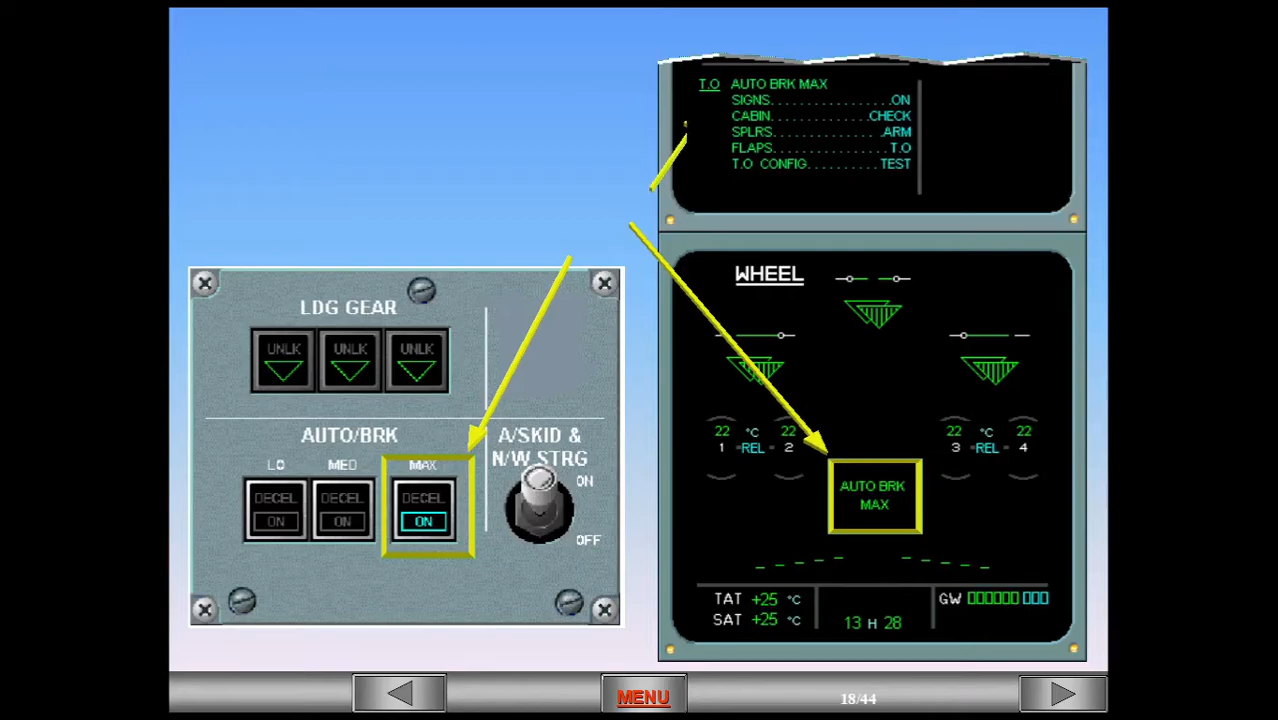 T.O AUTO BRK MAX
SIGNS..............ON
CABIN............CHECK
SPLRS..............ARM
FLAPS..............T.O
T.O CONFIG.........TEST
WHEEL
LDG GEAR
UNLK UNLK UNLK
AUTO/BRK
LO MED MAX
DECEL DECEL DECEL
ON ON ON
A/SKID &
N/W STRG
ON
OFF
22 °C 22
1 -REL- 2
22 °C 22
3 -REL- 4
AUTO BRK
MAX
TAT +25 °C
SAT +25 °C
13 H 28
GW
MENU
18/44